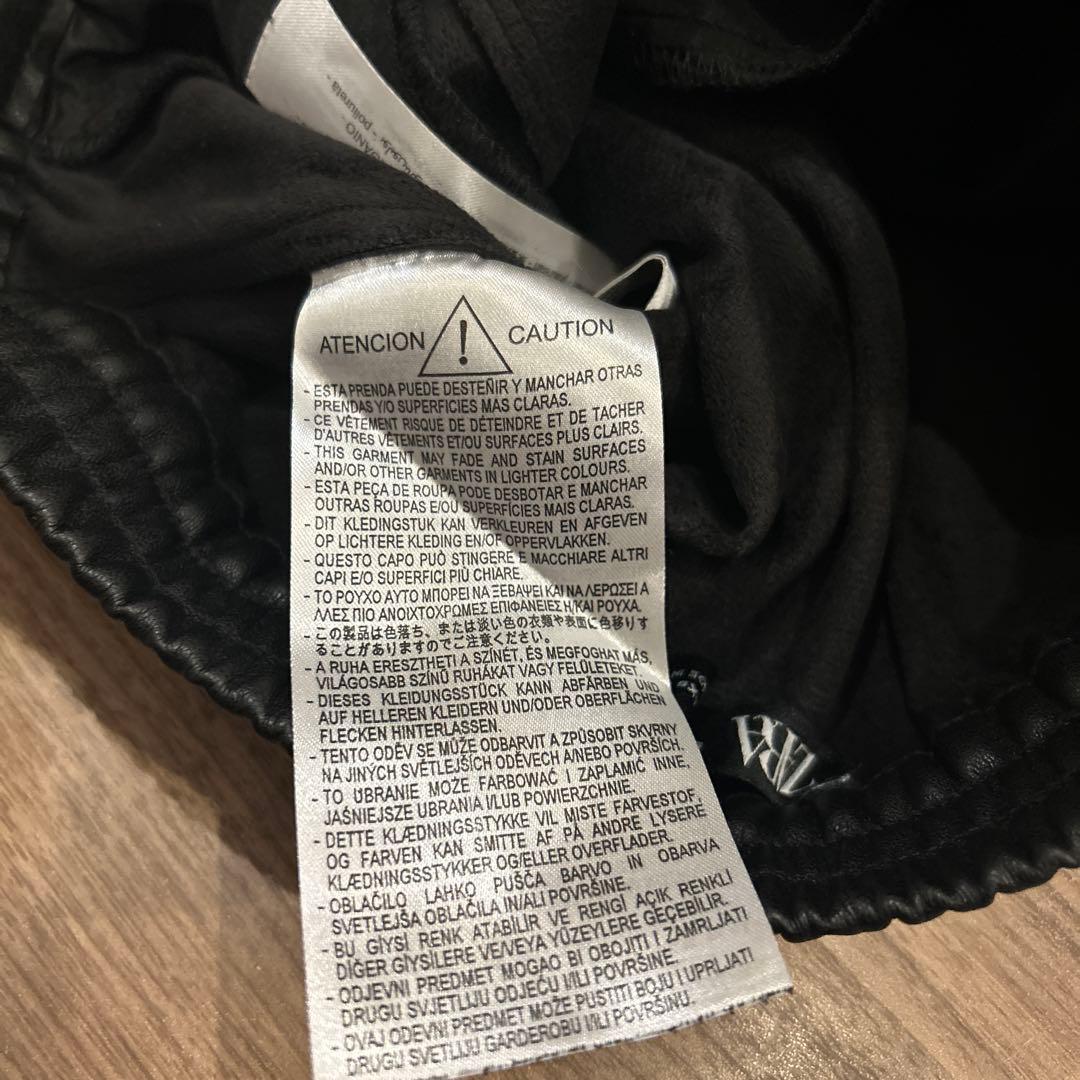 - poliuretà -
ATENCION ! CAUTION
- ESTA PRENDA PUEDE DESTEÑIR Y MANCHAR OTRAS
PRENDAS Y/O SUPERFICIES MAS CLARAS.
- CE VÊTEMENT RISQUE DE DÉTEINDRE ET DE TACHER
D'AUTRES VÊTEMENTS ET/OU SURFACES PLUS CLAIRS.
- THIS GARMENT MAY FADE AND STAIN SURFACES
AND/OR OTHER GARMENTS IN LIGHTER COLOURS.
- ESTA PEÇA DE ROUPA PODE DESBOTAR E MANCHAR
OUTRAS ROUPAS E/OU SUPERFÍCIES MAIS CLARAS.
- DIT KLEDINGSTUK KAN VERKLEUREN EN AFGEVEN
OP LICHTERE KLEDING EN/OF OPPERVLAKKEN.
- QUESTO CAPO PUÒ STINGERE E MACCHIARE ALTRI
CAPI E/O SUPERFICI PIÙ CHIARE.
- ΤΟ ΡΟΥΧΟ ΑΥΤΟ ΜΠΟΡΕΙ ΝΑ ΞΕΒΑΨΕΙ ΚΑΙ ΝΑ ΛΕΡΩΣΕΙ Α
ΛΛΕΣ ΠΙΟ ΑΝΟΙΧΤΟΧΡΩΜΕΣ ΕΠΙΦΑΝΕΙΕΣ Η/ΚΑΙ ΡΟΥΧΑ.
- この製品は色落ち、または淡い色の衣類や表面に色移りす
ることがありますのでご注意ください。
- A RUHA ERESZTHETI A SZÍNÉT, ÉS MEGFOGHAT MÁS,
VILÁGOSABB SZÍNŰ RUHÁKAT VAGY FELÜLETEKET.
- DIESES KLEIDUNGSSTÜCK KANN ABFÄRBEN UND
AUF HELLEREN KLEIDERN UND/ODER OBERFLÄCHEN
FLECKEN HINTERLASSEN.
- TENTO ODĚV SE MŮŽE ODBARVIT A ZPŮSOBIT SKVRNY
NA JINÝCH SVĚTLEJŠÍCH ODĚVECH A/NEBO POVRŠÍCH.
- TO UBRANIE MOŻE FARBOWAĆ I ZAPLAMIĆ INNE,
JAŚNIEJSZE UBRANIA I/LUB POWIERZCHNIE.
- DETTE KLÆDNINGSSTYKKE VIL MISTE FARVESTOF,
OG FARVEN KAN SMITTE AF PÅ ANDRE LYSERE
KLÆDNINGSSTYKKER OG/ELLER OVERFLADER.
- OBLAČILO LAHKO PUŠČA BARVO IN OBARVA
SVETLEJŠA OBLAČILA IN/ALI POVRŠINE.
- BU GİYSİ RENK ATABİLİR VE RENGİ AÇIK RENKLİ
DİĞER GİYSİLERE VE/VEYA YÜZEYLERE GEÇEBİLİR.
- ODJEVNI PREDMET MOGAO BI OBOJITI I ZAMRLJATI
DRUGU SVJETLIJU ODJEĆU I/ILI POVRŠINE.
- OVAJ ODEVNI PREDMET MOŽE PUSTITI BOJU I UPRLJATI
DRUGU SVETLIJU GARDEROBU I/ILI POVRŠINU.
ZARA